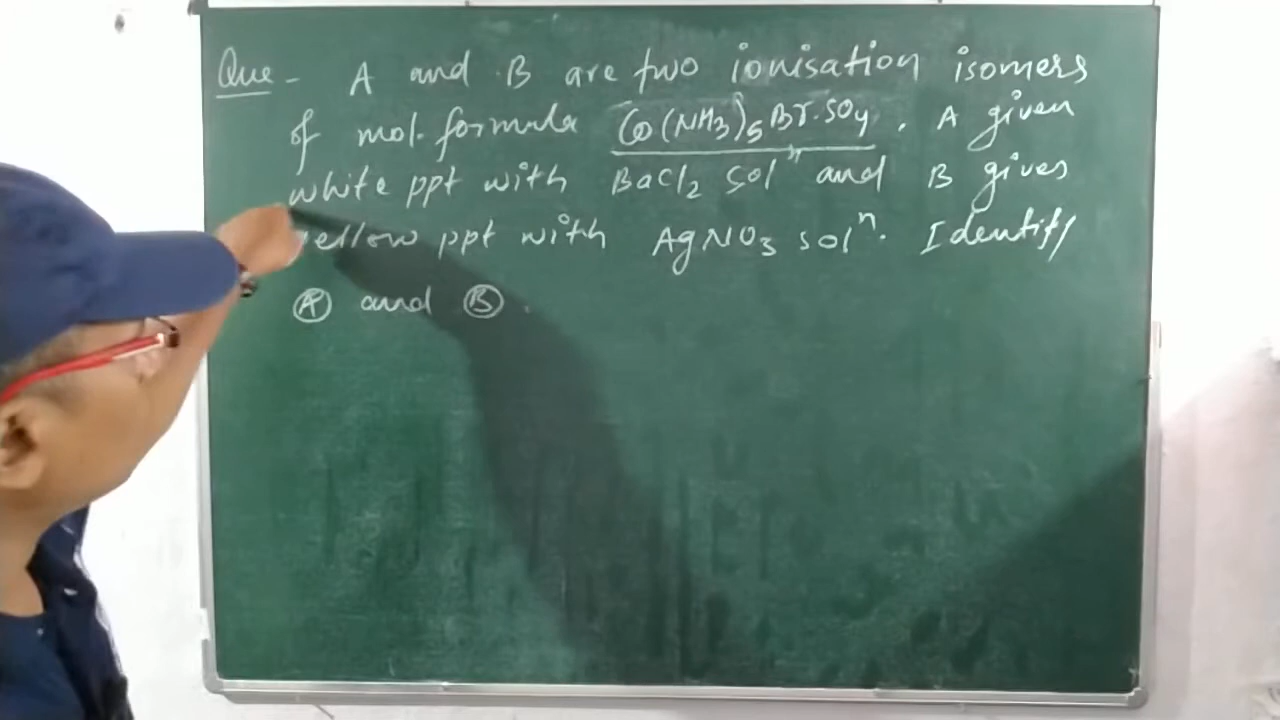 Que - A and B are two ionisation isomers
of mol. formula Co(NH3)5Br.SO4. A given
white ppt with BaCl2 solⁿ and B gives
yellow ppt with AgNO3 solⁿ. Identify
Ⓐ and Ⓑ.